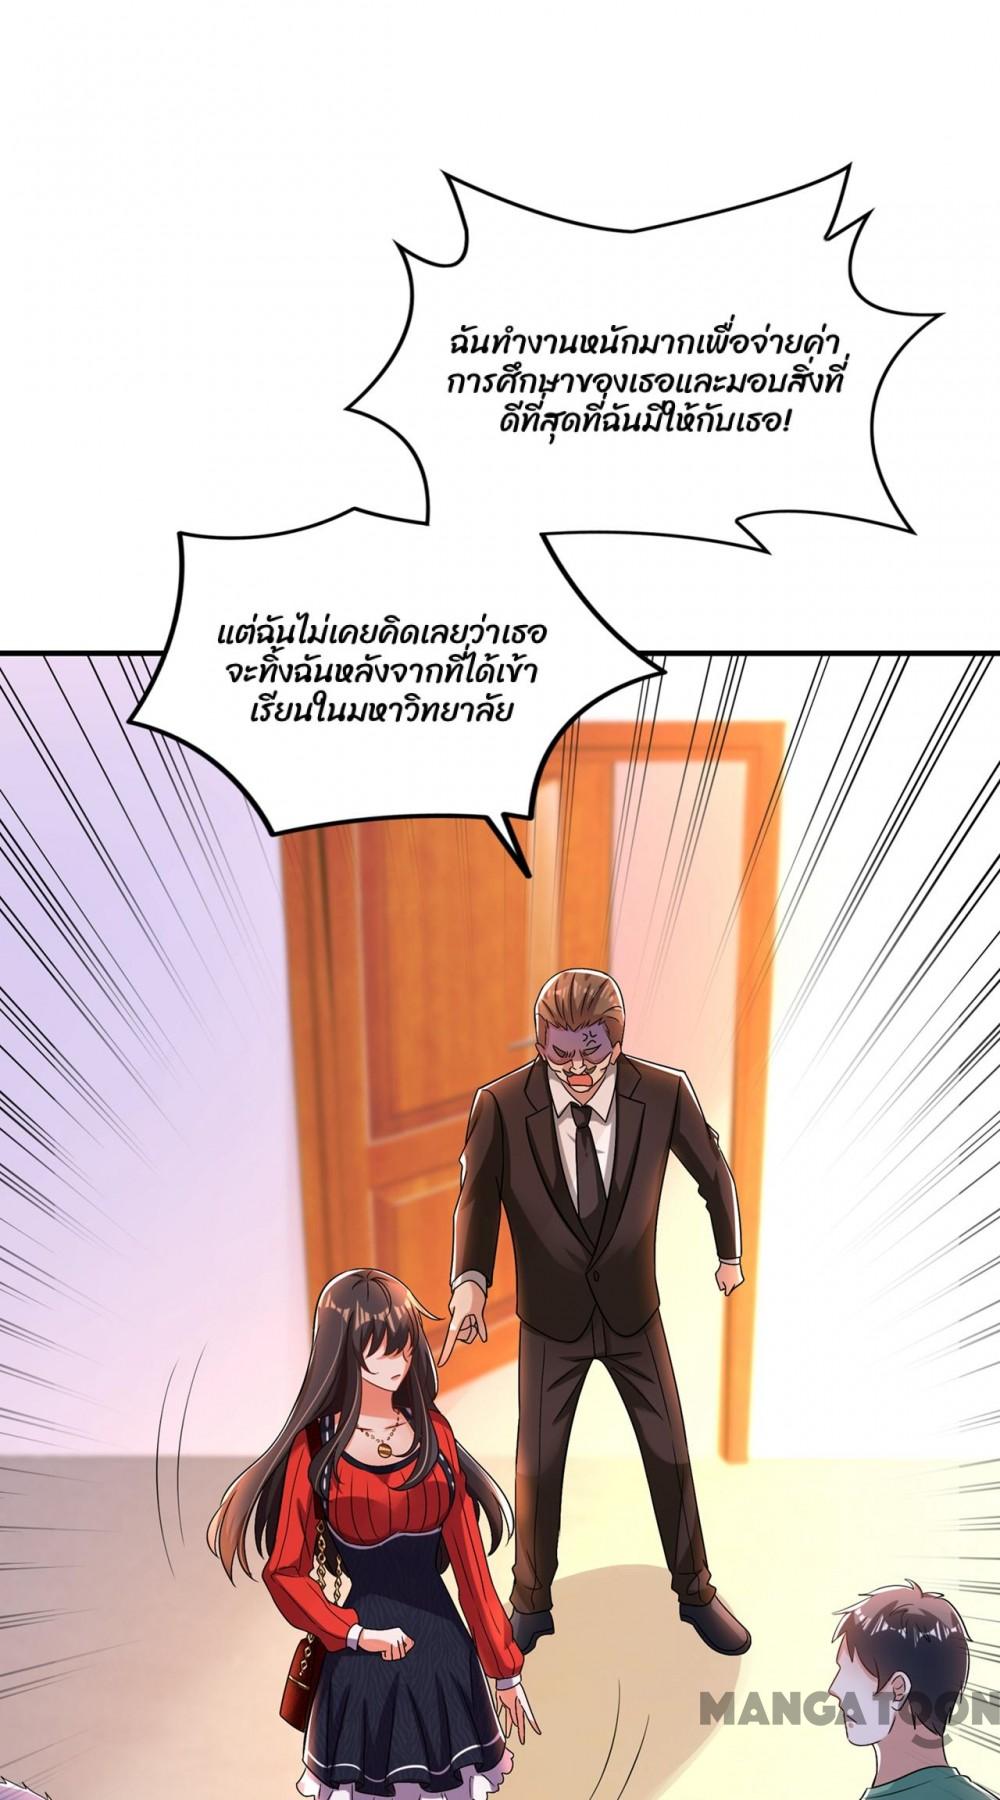 ฉันทำงานหนักมากเพื่อจ่ายค่า
การศึกษาของเธอและมอบสิ่งที่
ดีที่สุดที่ฉันมีให้กับเธอ!
แต่ฉันไม่เคยคิดเลยว่าเธอ
จะทิ้งฉันหลังจากที่ได้เข้า
เรียนในมหาวิทยาลัย
MANGATOON